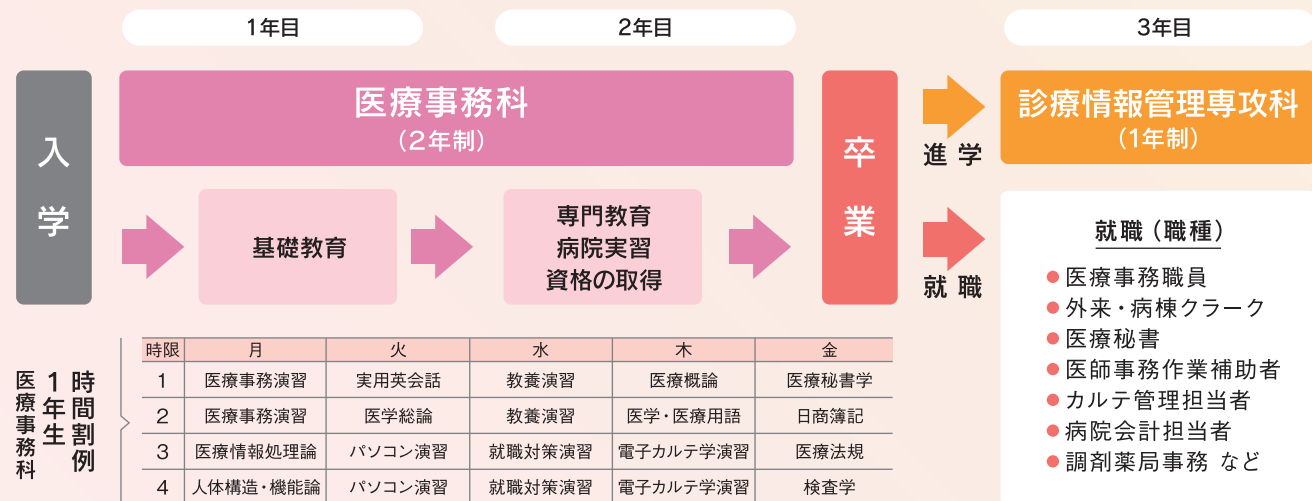 1年目
2年目
3年目
入学
医療事務科
（2年制）
基礎教育
専門教育
病院実習
資格の取得
卒業
進学
就職
診療情報管理専攻科
（1年制）
就職（職種）
●医療事務職員
●外来・病棟クラーク
●医療秘書
●医師事務作業補助者
●カルテ管理担当者
●病院会計担当者
●調剤薬局事務 など
時間割例
1年生
医療事務科
時限 月 火 水 木 金
1 医療事務演習 実用英会話 教養演習 医療概論 医療秘書学
2 医療事務演習 医学総論 教養演習 医学・医療用語 日商簿記
3 医療情報処理論 パソコン演習 就職対策演習 電子カルテ学演習 医療法規
4 人体構造・機能論 パソコン演習 就職対策演習 電子カルテ学演習 検査学